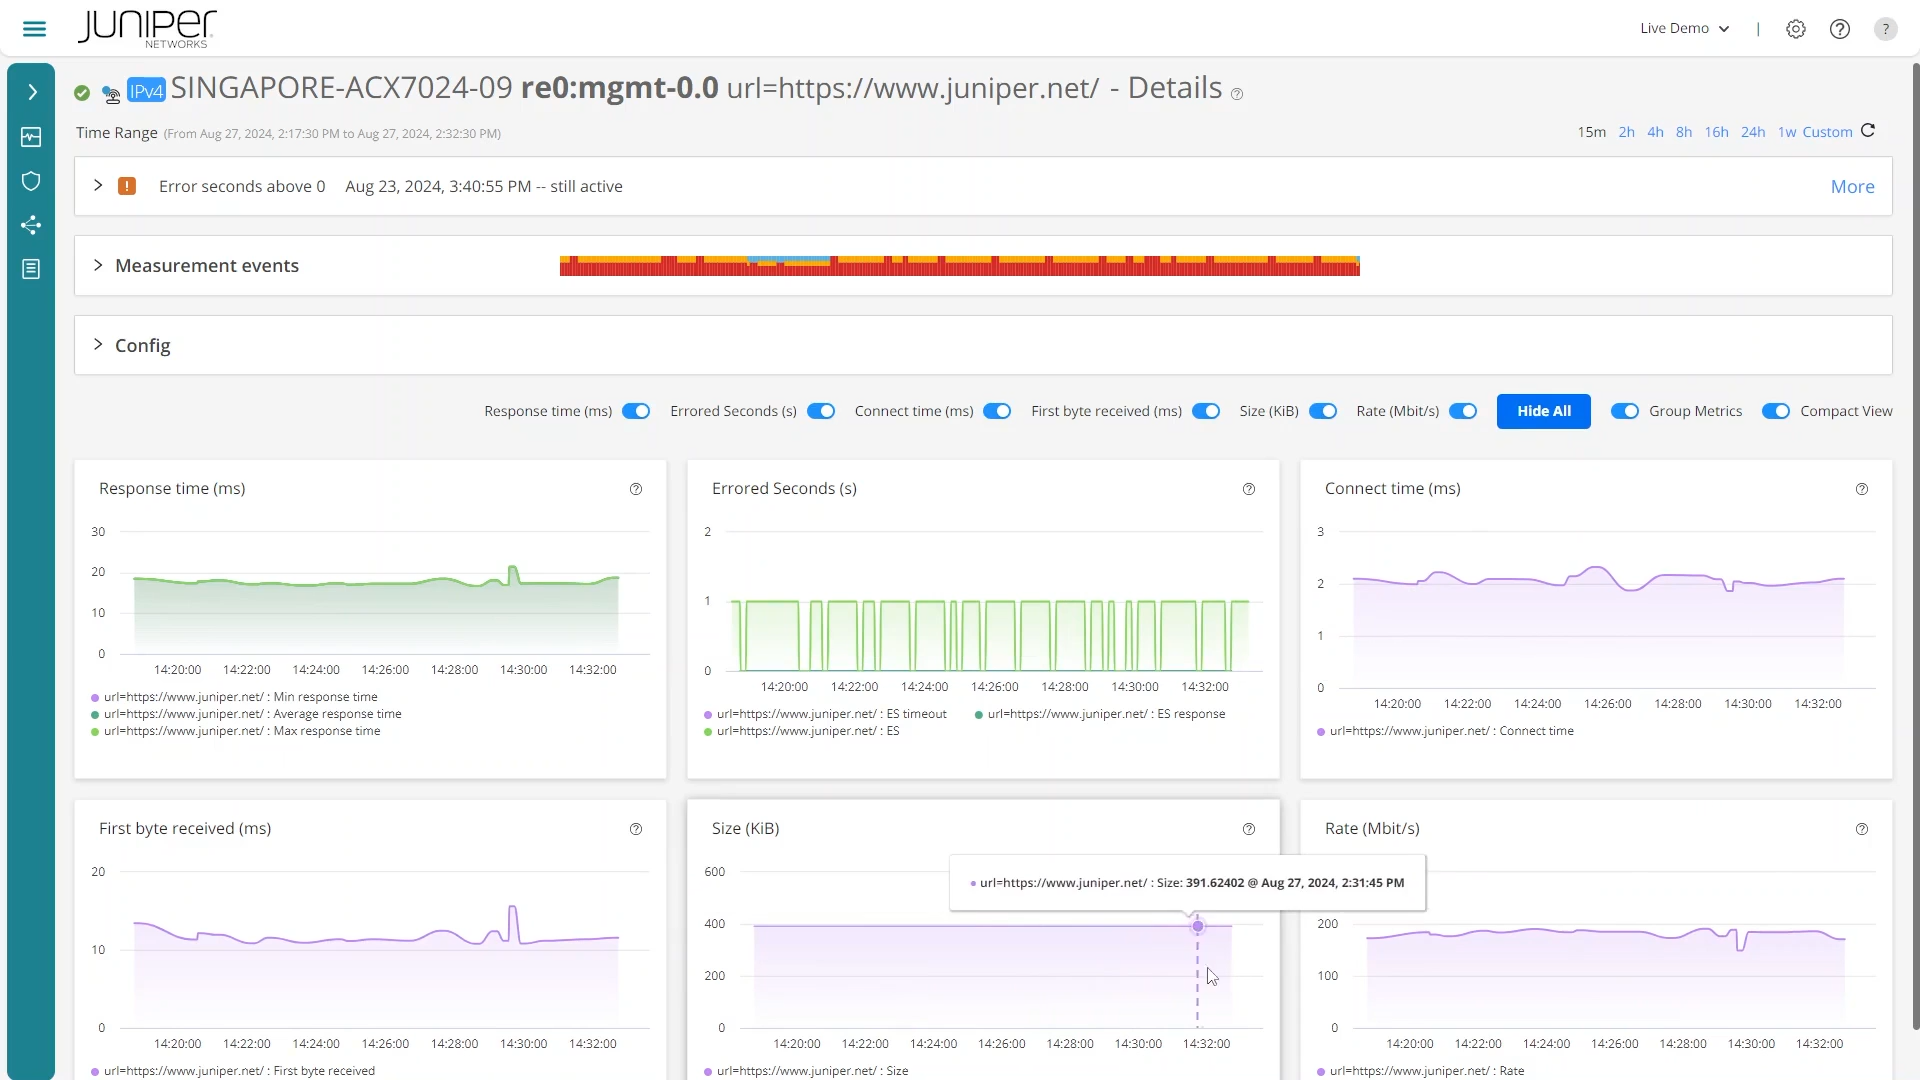 JUNIPEr
NETWORKS
Live Demo
|
?
IPv4 SINGAPORE-ACX7024-09 re0:mgmt-0.0 url=https://www.juniper.net/ - Details
Time Range (From Aug 27, 2024, 2:17:30 PM to Aug 27, 2024, 2:32:30 PM)
15m 2h 4h 8h 16h 24h 1w Custom
Error seconds above 0 Aug 23, 2024, 3:40:55 PM -- still active
More
Measurement events
Config
Response time (ms) Errored Seconds (s) Connect time (ms) First byte received (ms) Size (KiB) Rate (Mbit/s) Hide All Group Metrics Compact View
Response time (ms)
30
20
10
0
14:20:00 14:22:00 14:24:00 14:26:00 14:28:00 14:30:00 14:32:00
url=https://www.juniper.net/ : Min response time
url=https://www.juniper.net/ : Average response time
url=https://www.juniper.net/ : Max response time
Errored Seconds (s)
2
1
0
14:20:00 14:22:00 14:24:00 14:26:00 14:28:00 14:30:00 14:32:00
url=https://www.juniper.net/ : ES timeout url=https://www.juniper.net/ : ES response
url=https://www.juniper.net/ : ES
Connect time (ms)
3
2
1
0
14:20:00 14:22:00 14:24:00 14:26:00 14:28:00 14:30:00 14:32:00
url=https://www.juniper.net/ : Connect time
First byte received (ms)
20
10
0
14:20:00 14:22:00 14:24:00 14:26:00 14:28:00 14:30:00 14:32:00
url=https://www.juniper.net/ : First byte received
Size (KiB)
url=https://www.juniper.net/ : Size: 391.62402 @ Aug 27, 2024, 2:31:45 PM
600
400
200
0
14:20:00 14:22:00 14:24:00 14:26:00 14:28:00 14:30:00 14:32:00
url=https://www.juniper.net/ : Size
Rate (Mbit/s)
200
100
0
14:20:00 14:22:00 14:24:00 14:26:00 14:28:00 14:30:00 14:32:00
url=https://www.juniper.net/ : Rate